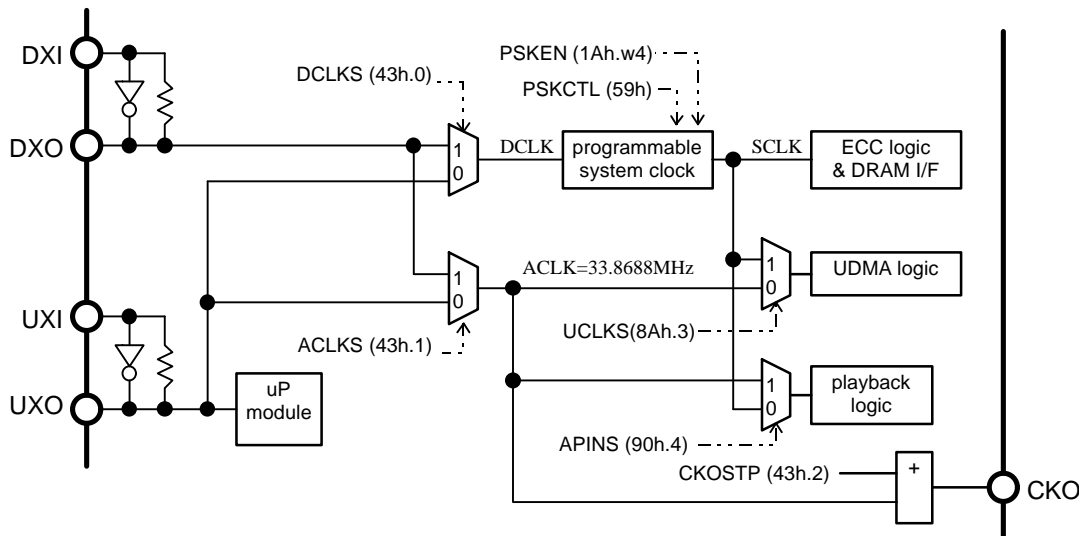 DXI
PSKEN (1Ah.w4)
DCLKS (43h.0)
PSKCTL (59h)
DXO
1
0
DCLK
programmable
system clock
SCLK
ECC logic
& DRAM I/F
ACLK=33.8688MHz
1
0
1
0
UDMA logic
UXI
ACLKS (43h.1)
UCLKS(8Ah.3)
uP
module
1
0
playback
logic
UXO
APINS (90h.4)
CKOSTP (43h.2)
+
CKO